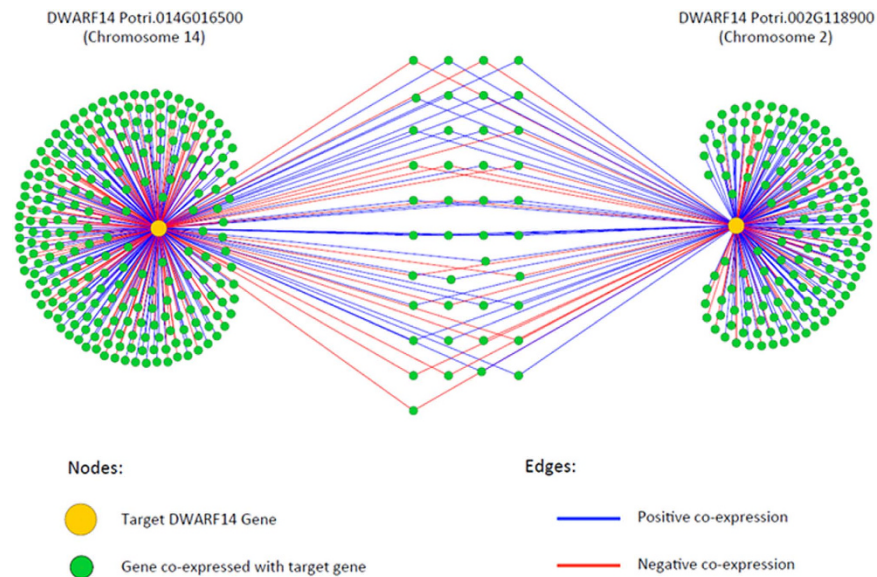 DWARF14 Potri.014G016500
(Chromosome 14)
DWARF14 Potri.002G118900
(Chromosome 2)
Nodes:
Edges:
Target DWARF14 Gene
Positive co-expression
Gene co-expressed with target gene
Negative co-expression